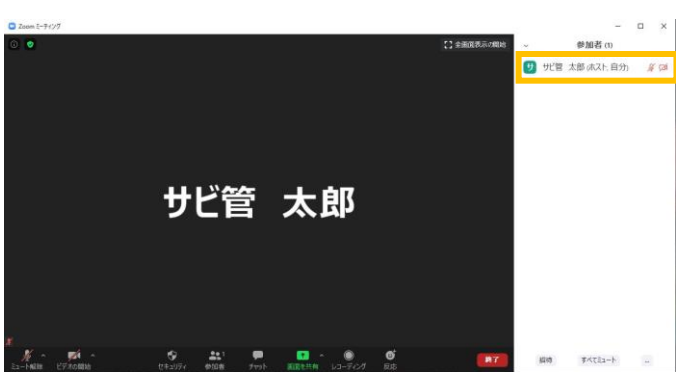 Zoom ミーティング
全画面表示の開始
参加者 (1)
サ サビ管 太郎 (ホスト, 自分)
サビ管 太郎
ミュート解除 ビデオの開始 セキュリティ 参加者 1 チャット 画面を共有 レコーディング 反応 終了
招待 すべてミュート ...